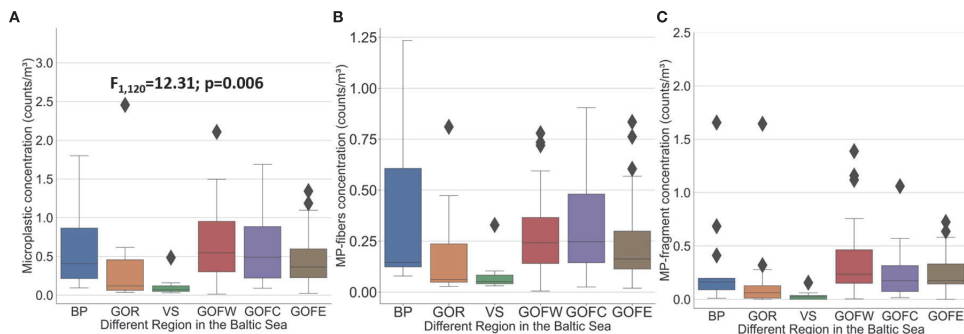 A
Microplastic concentration (counts/m³)
3.0
2.5
2.0
1.5
1.0
0.5
0.0
F1,120=12.31; p=0.006
BP GOR VS GOFW GOFC GOFE
Different Region in the Baltic Sea
B
MP-fibers concentration (counts/m³)
1.25
1.00
0.75
0.50
0.25
0.00
BP GOR VS GOFW GOFC GOFE
Different Region in the Baltic Sea
C
MP-fragment concentration (counts/m³)
2.5
2.0
1.5
1.0
0.5
0.0
BP GOR VS GOFW GOFC GOFE
Different Region in the Baltic Sea